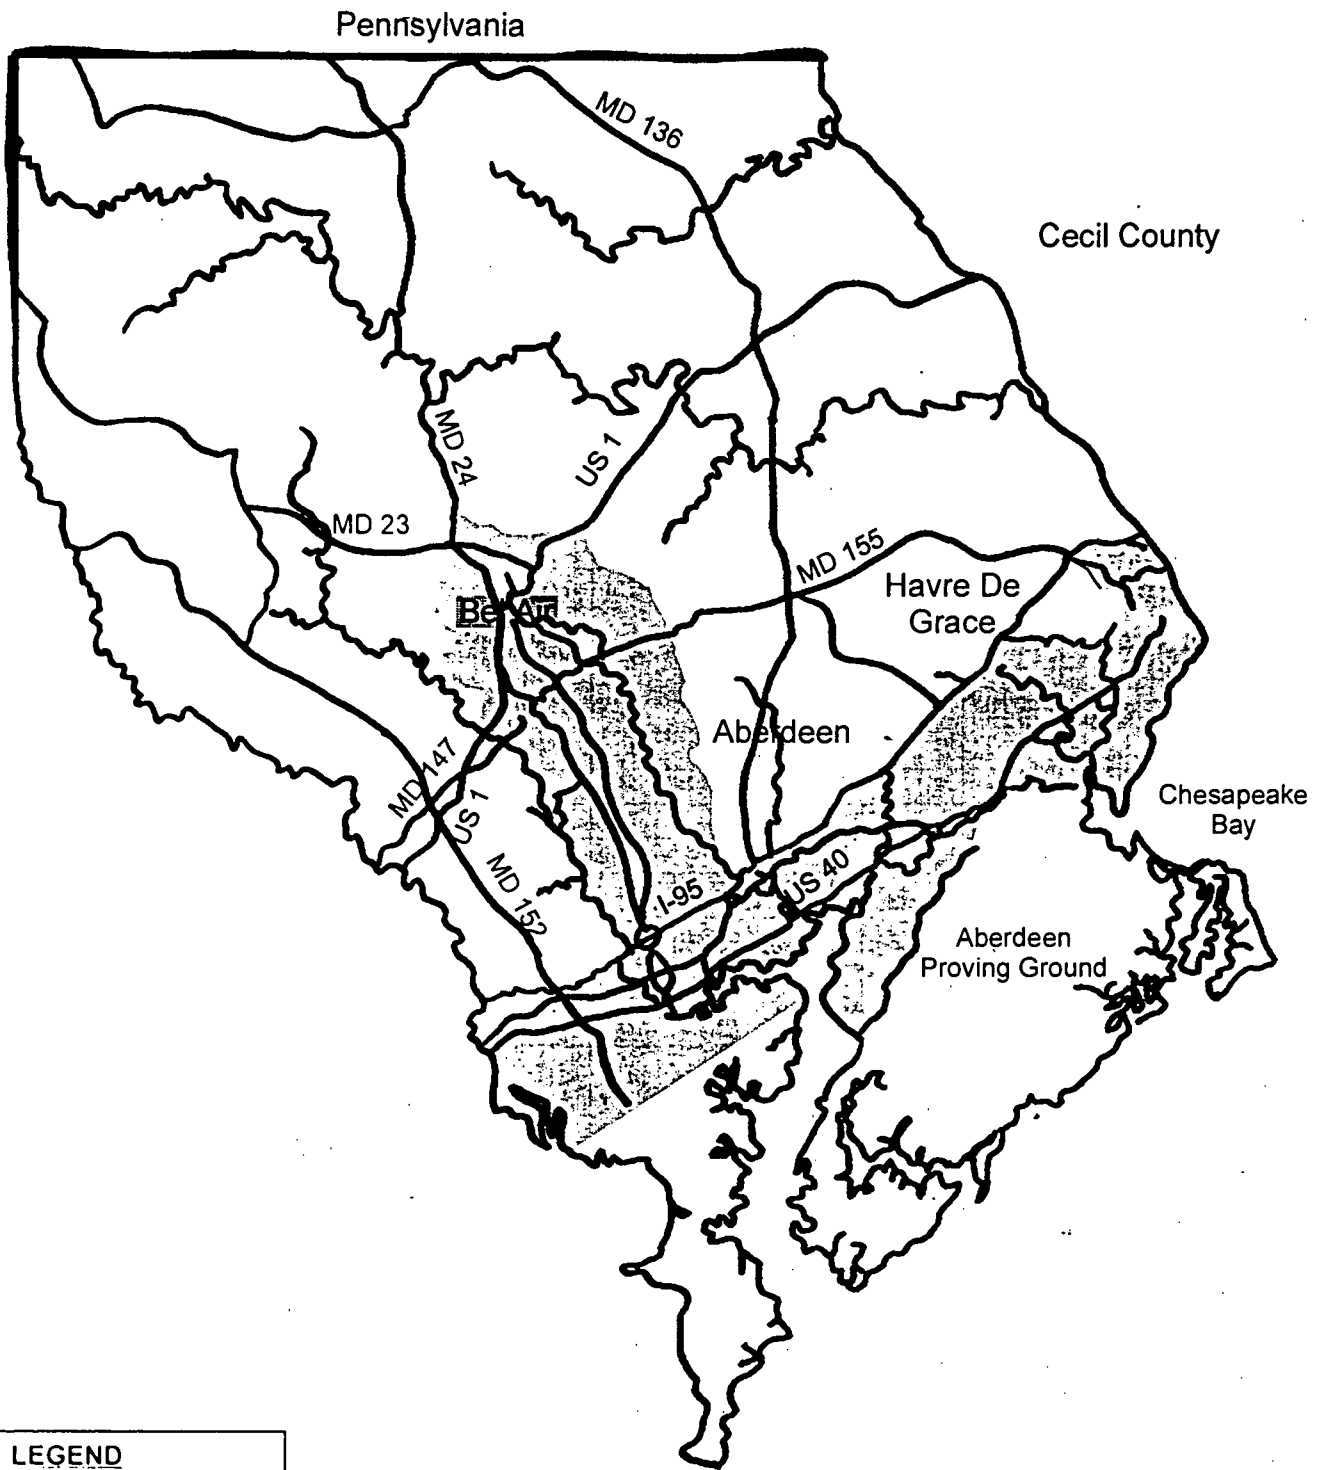 Pennsylvania
MD 136
Cecil County
MD 24
US 1
MD 23
MD 155
Havre De
Grace
Bel Air
Aberdeen
MD 147
US 1
Chesapeake
Bay
MD 152
I-95
US 40
Aberdeen
Proving Ground
LEGEND